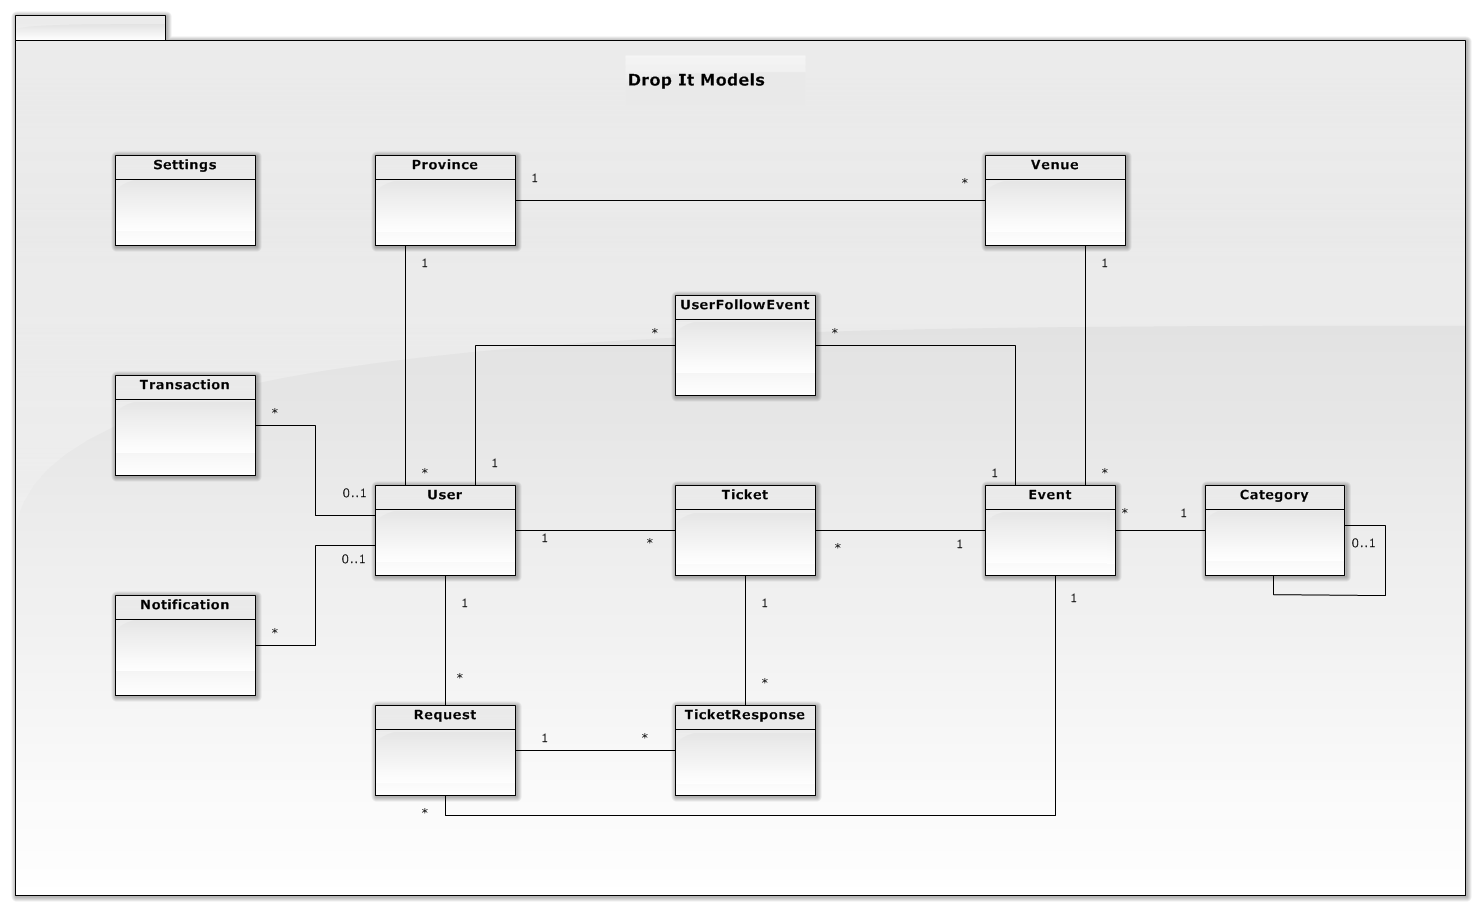 Drop It Models
Settings
Province
Venue
1
*
1
1
UserFollowEvent
*
*
Transaction
*
*
1
1
*
0..1
User
Ticket
Event
Category
*
1
1
*
*
1
0..1
0..1
Notification
*
1
1
1
*
*
Request
TicketResponse
1
*
*